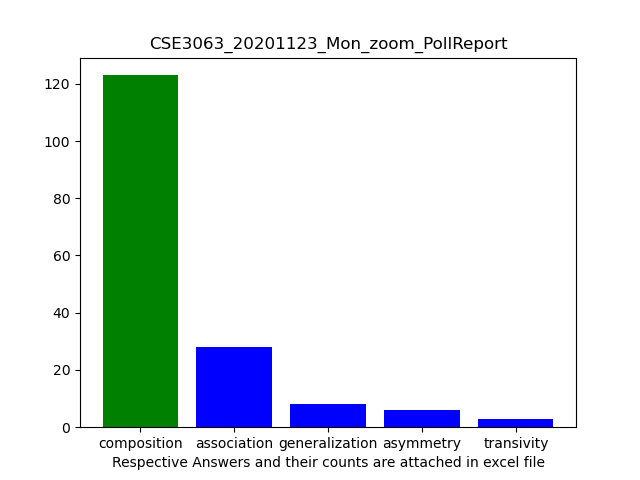 CSE3063_20201123_Mon_zoom_PollReport
120
100
80
60
40
20
0
composition association generalization asymmetry transivity
Respective Answers and their counts are attached in excel file